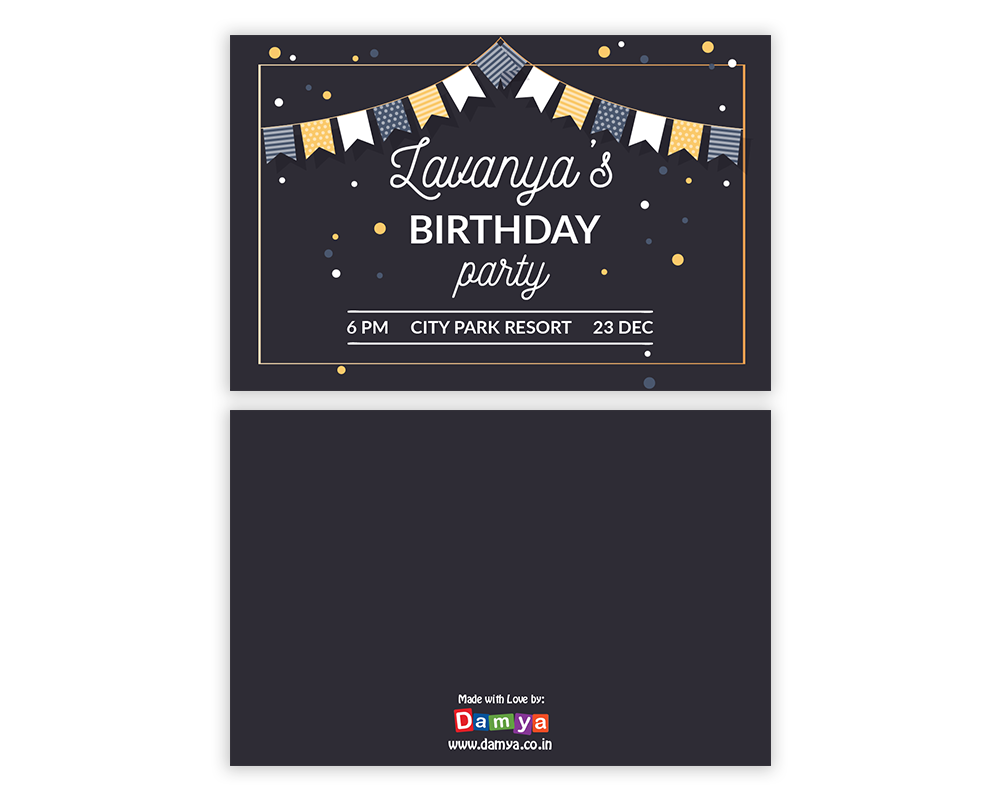 Lavanya's
BIRTHDAY
party
6 PM CITY PARK RESORT 23 DEC
Made with Love by:
Damya
www.damya.co.in